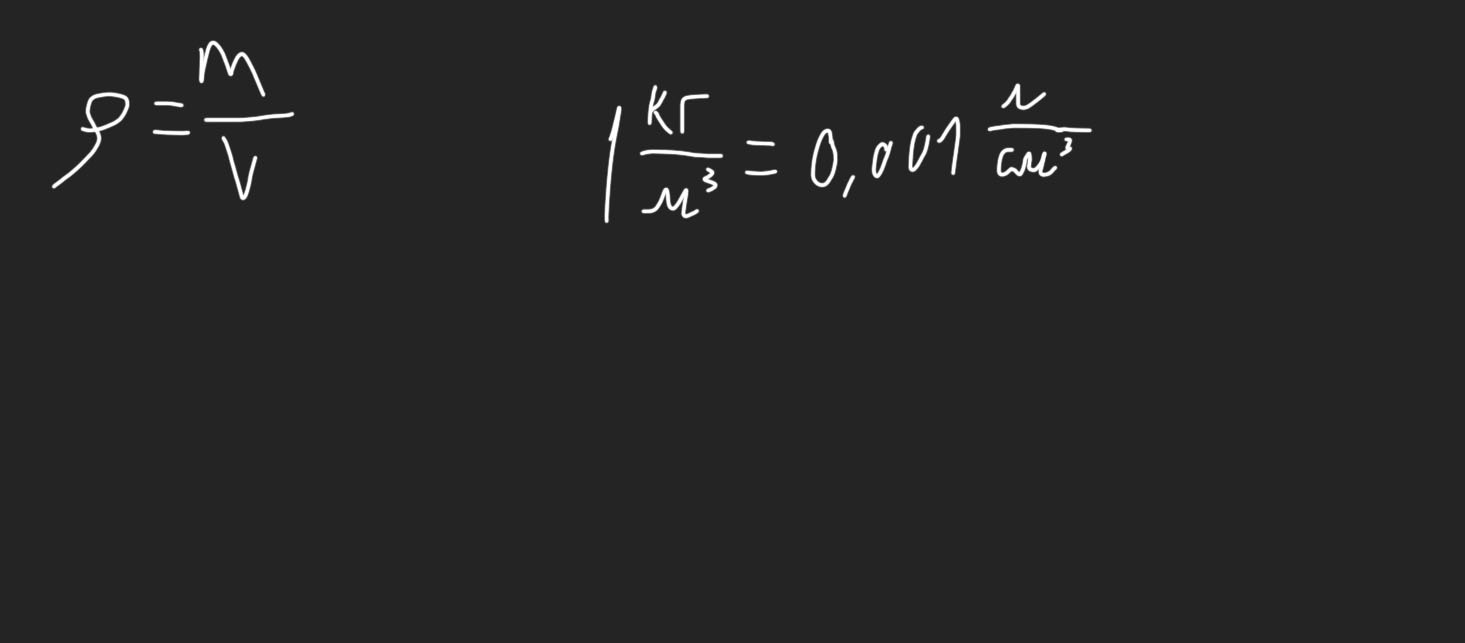 ρ = m/V
1 кг/м³ = 0,001 г/см³